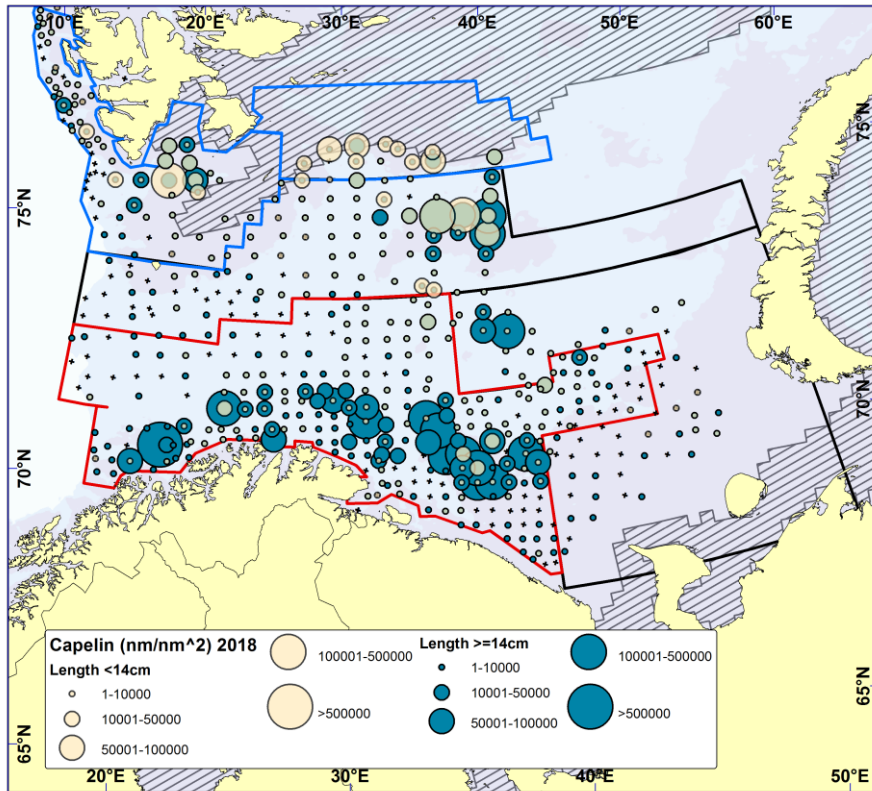 10°E 20°E 30°E 40°E 50°E 60°E
75°N
75°N
70°N
70°N
Capelin (nm/nm^2) 2018
Length <14cm
1-10000
10001-50000
50001-100000
100001-500000
>500000
Length >=14cm
1-10000
10001-50000
50001-100000
100001-500000
>500000
65°N
65°N
20°E 30°E 40°E 50°E